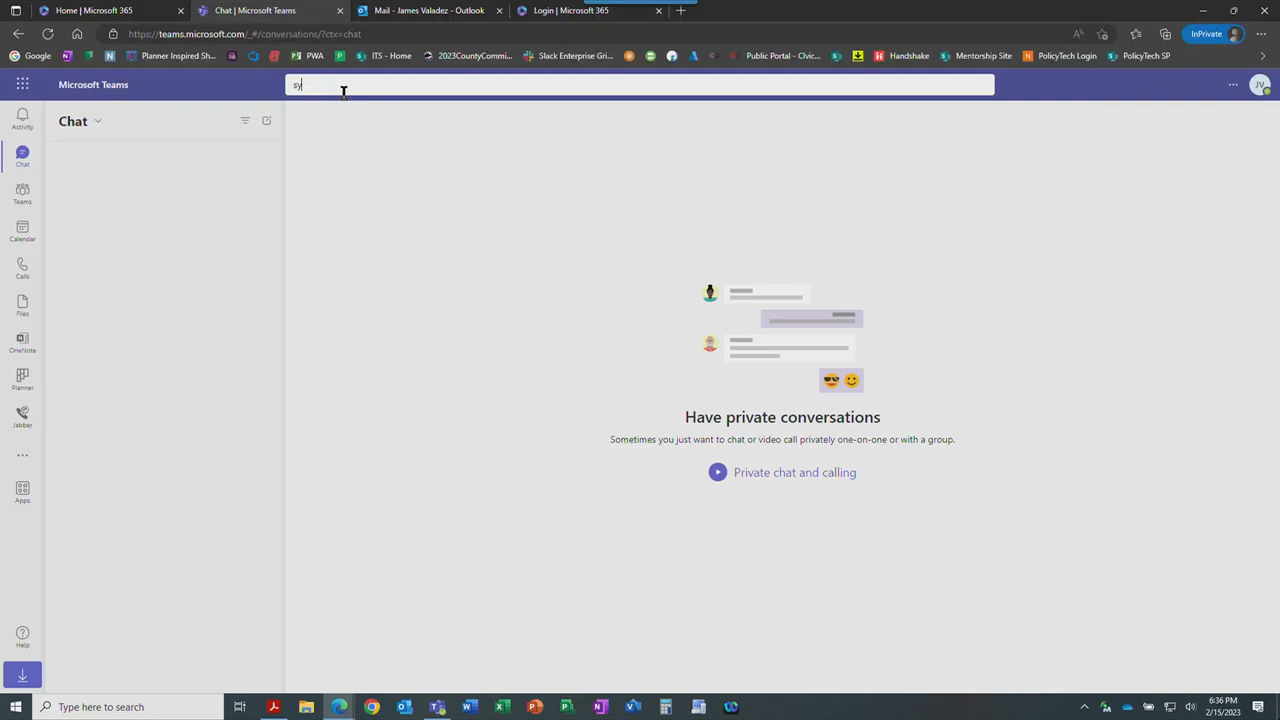 Home | Microsoft 365
Chat | Microsoft Teams
Mail - James Valadez - Outlook
Login | Microsoft 365
https://teams.microsoft.com/_#/conversations/?ctx=chat
InPrivate
Google
Planner Inspired Sh...
PWA
ITS - Home
2023CountyCommi...
Slack Enterprise Gri...
Public Portal - Civic...
Handshake
Mentorship Site
PolicyTech Login
PolicyTech SP
Microsoft Teams
sy
JV
Activity
Chat
Chat
Teams
Calendar
Calls
Files
OneNote
Planner
Jabber
Apps
Have private conversations
Sometimes you just want to chat or video call privately one-on-one or with a group.
Private chat and calling
Help
Type here to search
6:36 PM
2/15/2023